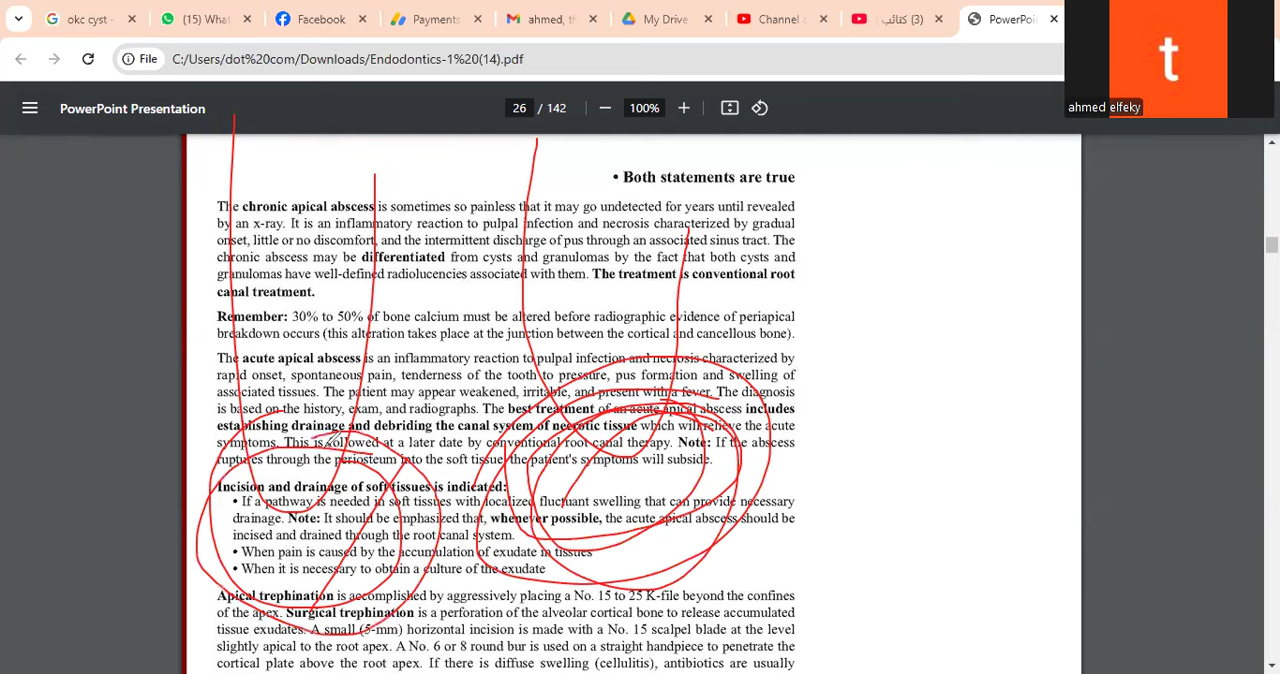 okc cyst -
(15) What
Facebook
Payments
ahmed, th
My Drive
Channel c
(3) كتائب
PowerPoi
File C:/Users/dot%20com/Downloads/Endodontics-1%20(14).pdf
t
ahmed elfeky
PowerPoint Presentation
26 / 142
100%
• Both statements are true
The chronic apical abscess is sometimes so painless that it may go undetected for years until revealed
by an x-ray. It is an inflammatory reaction to pulpal infection and necrosis characterized by gradual
onset, little or no discomfort, and the intermittent discharge of pus through an associated sinus tract. The
chronic abscess may be differentiated from cysts and granulomas by the fact that both cysts and
granulomas have well-defined radiolucencies associated with them. The treatment is conventional root
canal treatment.
Remember: 30% to 50% of bone calcium must be altered before radiographic evidence of periapical
breakdown occurs (this alteration takes place at the junction between the cortical and cancellous bone).
The acute apical abscess is an inflammatory reaction to pulpal infection and necrosis characterized by
rapid onset, spontaneous pain, tenderness of the tooth to pressure, pus formation and swelling of
associated tissues. The patient may appear weakened, irritable, and present with a fever. The diagnosis
is based on the history, exam, and radiographs. The best treatment of an acute apical abscess includes
establishing drainage and debriding the canal system of necrotic tissue which will relieve the acute
symptoms. This is followed at a later date by conventional root canal therapy. Note: If the abscess
ruptures through the periosteum into the soft tissue, the patient's symptoms will subside.
Incision and drainage of soft tissues is indicated:
• If a pathway is needed in soft tissues with localized fluctuant swelling that can provide necessary
drainage. Note: It should be emphasized that, whenever possible, the acute apical abscess should be
incised and drained through the root canal system.
• When pain is caused by the accumulation of exudate in tissues
• When it is necessary to obtain a culture of the exudate
Apical trephination is accomplished by aggressively placing a No. 15 to 25 K-file beyond the confines
of the apex. Surgical trephination is a perforation of the alveolar cortical bone to release accumulated
tissue exudates. A small (5-mm) horizontal incision is made with a No. 15 scalpel blade at the level
slightly apical to the root apex. A No. 6 or 8 round bur is used on a straight handpiece to penetrate the
cortical plate above the root apex. If there is diffuse swelling (cellulitis), antibiotics are usually